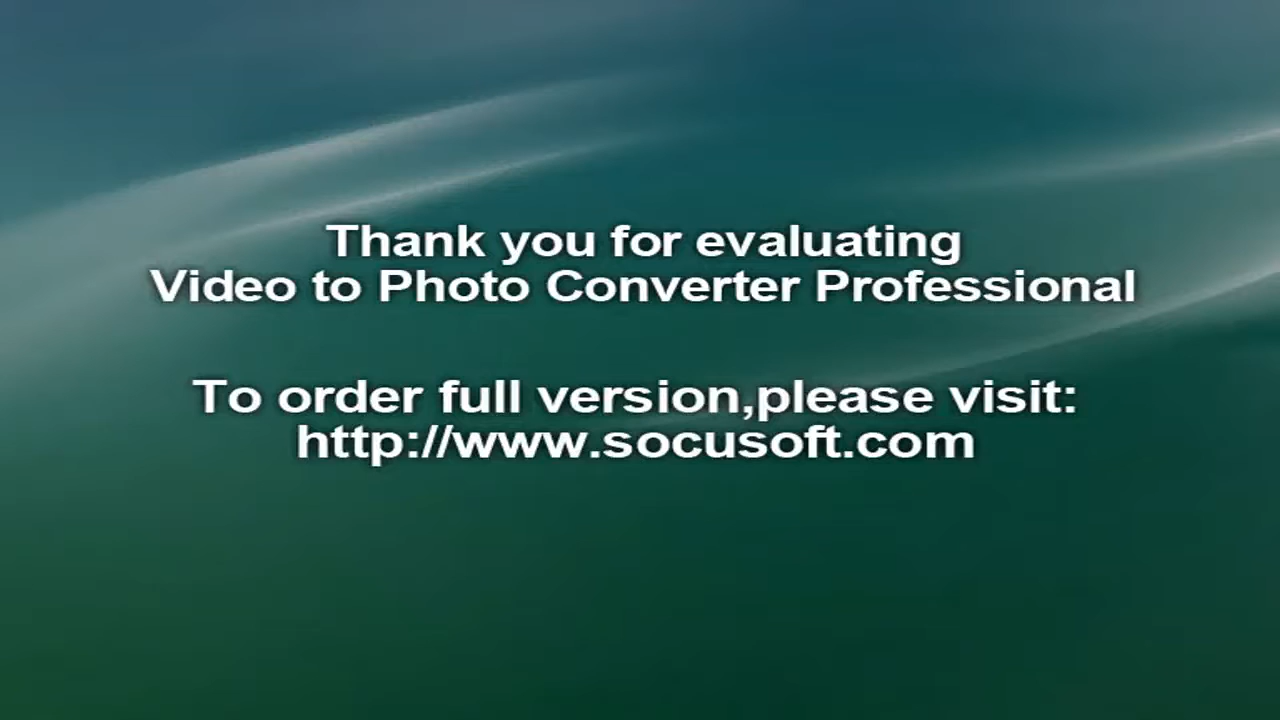 Thank you for evaluating
Video to Photo Converter Professional
To order full version,please visit:
http://www.socusoft.com